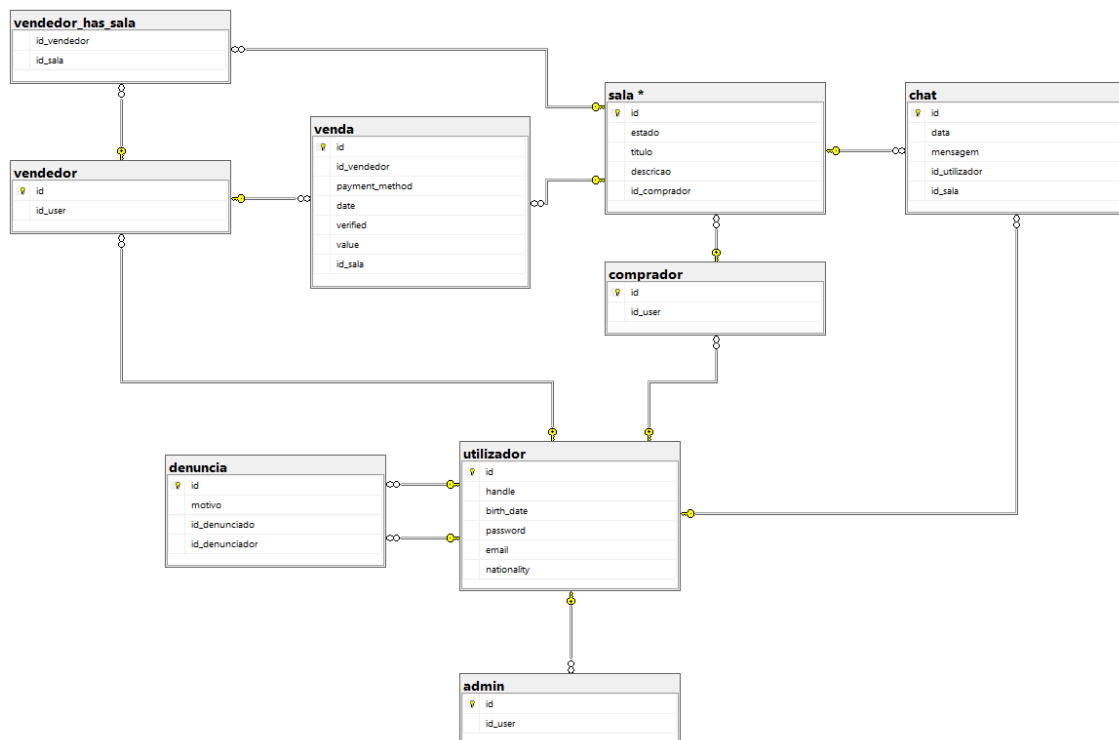 vendedor_has_sala
id_vendedor
id_sala
vendedor
id
id_user
venda
id
id_vendedor
payment_method
date
verified
value
id_sala
sala *
id
estado
titulo
descricao
id_comprador
chat
id
data
mensagem
id_utilizador
id_sala
comprador
id
id_user
denuncia
id
motivo
id_denunciado
id_denunciador
utilizador
id
handle
birth_date
password
email
nationality
admin
id
id_user